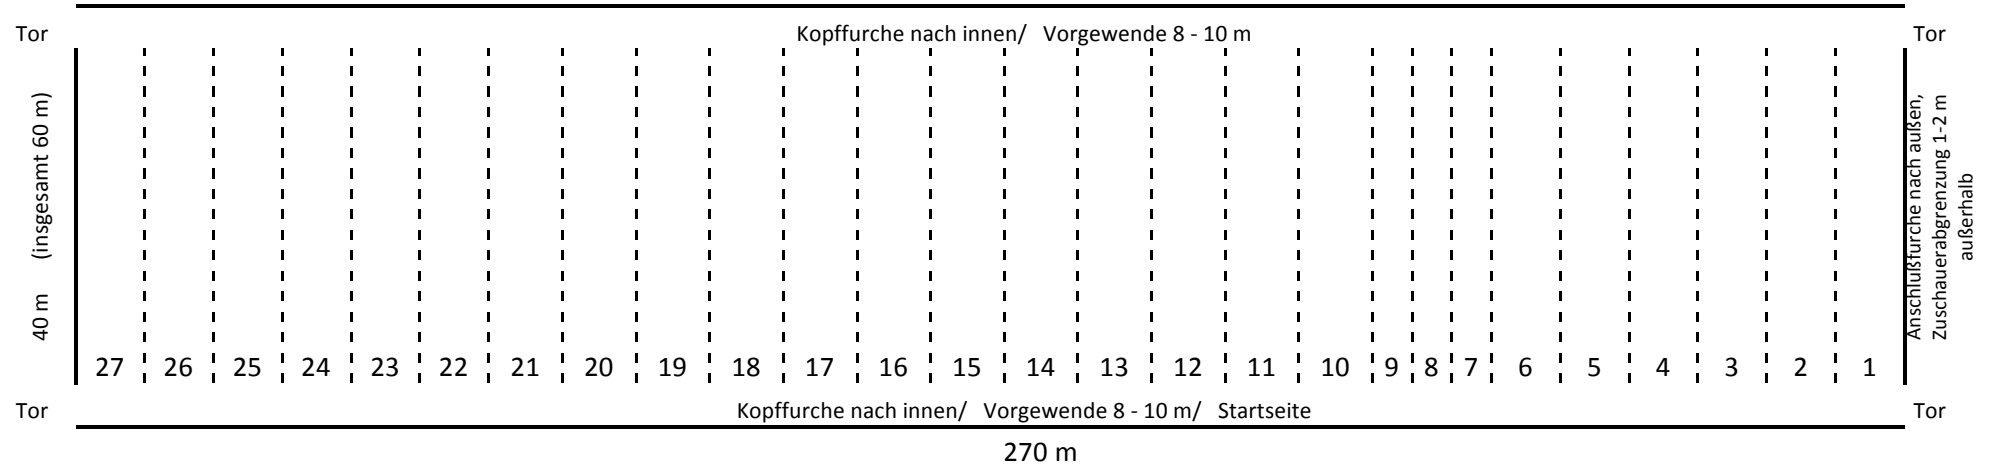 Tor Kopffurche nach innen/ Vorgewende 8 - 10 m Tor
40 m (insgesamt 60 m)
Anschlußfurche nach außen,
Zuschauerabgrenzung 1-2 m
außerhalb
27 26 25 24 23 22 21 20 19 18 17 16 15 14 13 12 11 10 9 8 7 6 5 4 3 2 1
Tor Kopffurche nach innen/ Vorgewende 8 - 10 m/ Startseite Tor
270 m